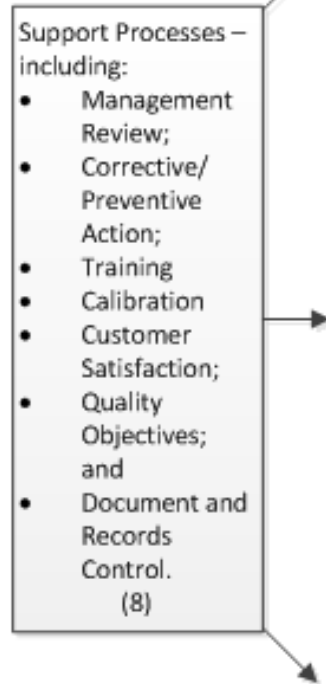 Support Processes –
including:
• Management
Review;
• Corrective/
Preventive
Action;
• Training
• Calibration
• Customer
Satisfaction;
• Quality
Objectives;
and
• Document and
Records
Control.
(8)